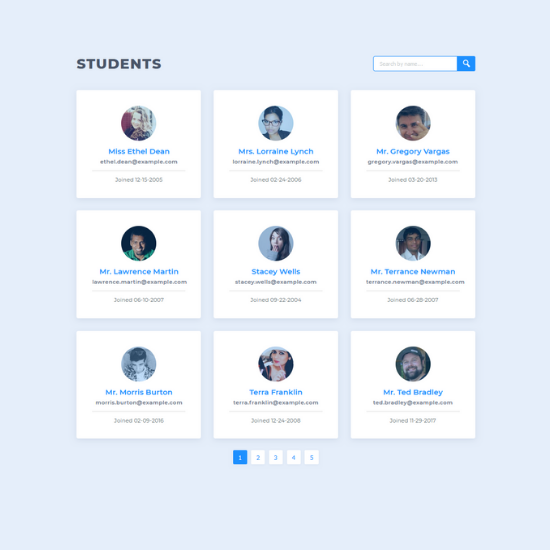 STUDENTS
Search by name...
Miss Ethel Dean
ethel.dean@example.com
Joined 12-15-2005
Mrs. Lorraine Lynch
lorraine.lynch@example.com
Joined 02-24-2006
Mr. Gregory Vargas
gregory.vargas@example.com
Joined 03-20-2013
Mr. Lawrence Martin
lawrence.martin@example.com
Joined 06-10-2007
Stacey Wells
stacey.wells@example.com
Joined 09-22-2004
Mr. Terrance Newman
terrance.newman@example.com
Joined 06-28-2007
Mr. Morris Burton
morris.burton@example.com
Joined 02-09-2016
Terra Franklin
terra.franklin@example.com
Joined 12-24-2006
Mr. Ted Bradley
ted.bradley@example.com
Joined 11-29-2017
1 2 3 4 5